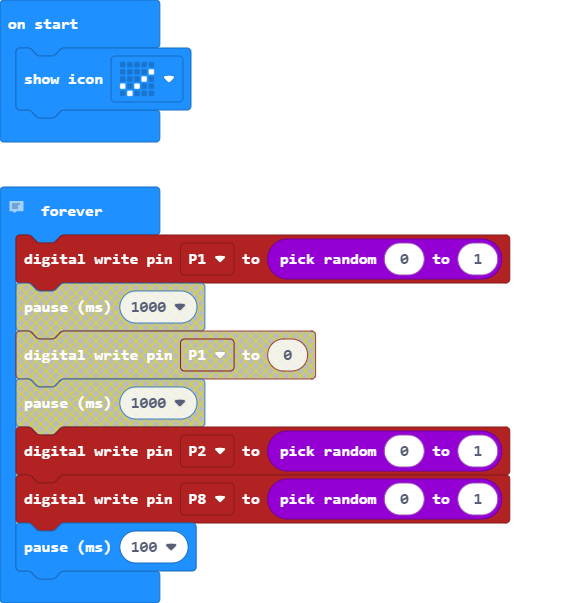 on start
show icon
forever
digital write pin P1 to pick random 0 to 1
pause (ms) 1000
digital write pin P1 to 0
pause (ms) 1000
digital write pin P2 to pick random 0 to 1
digital write pin P8 to pick random 0 to 1
pause (ms) 100